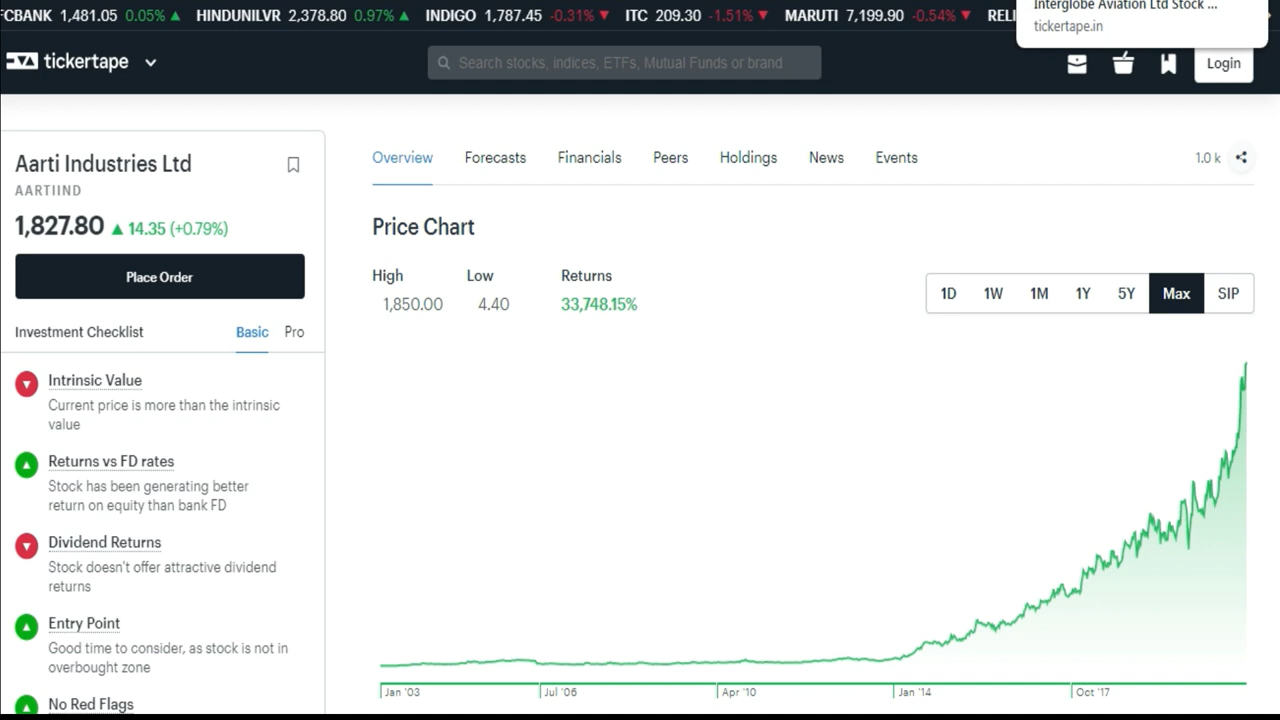 CBANK 1,481.05 0.05% ▲ HINDUNILVR 2,378.80 0.97% ▲ INDIGO 1,787.45 -0.31% ▼ ITC 209.30 -1.51% ▼ MARUTI 7,199.90 -0.54% ▼ RELI
Interglobe Aviation Ltd Stock ...
tickertape.in
tickertape
Search stocks, indices, ETFs, Mutual Funds or brand
Login
Aarti Industries Ltd
AARTIIND
1,827.80 ▲ 14.35 (+0.79%)
Place Order
Investment Checklist Basic Pro
Intrinsic Value
Current price is more than the intrinsic
value
Returns vs FD rates
Stock has been generating better
return on equity than bank FD
Dividend Returns
Stock doesn't offer attractive dividend
returns
Entry Point
Good time to consider, as stock is not in
overbought zone
No Red Flags
Overview Forecasts Financials Peers Holdings News Events 1.0 k
Price Chart
High Low Returns
1,850.00 4.40 33,748.15%
1D 1W 1M 1Y 5Y Max SIP
Jan '03 Jul '06 Apr '10 Jan '14 Oct '17